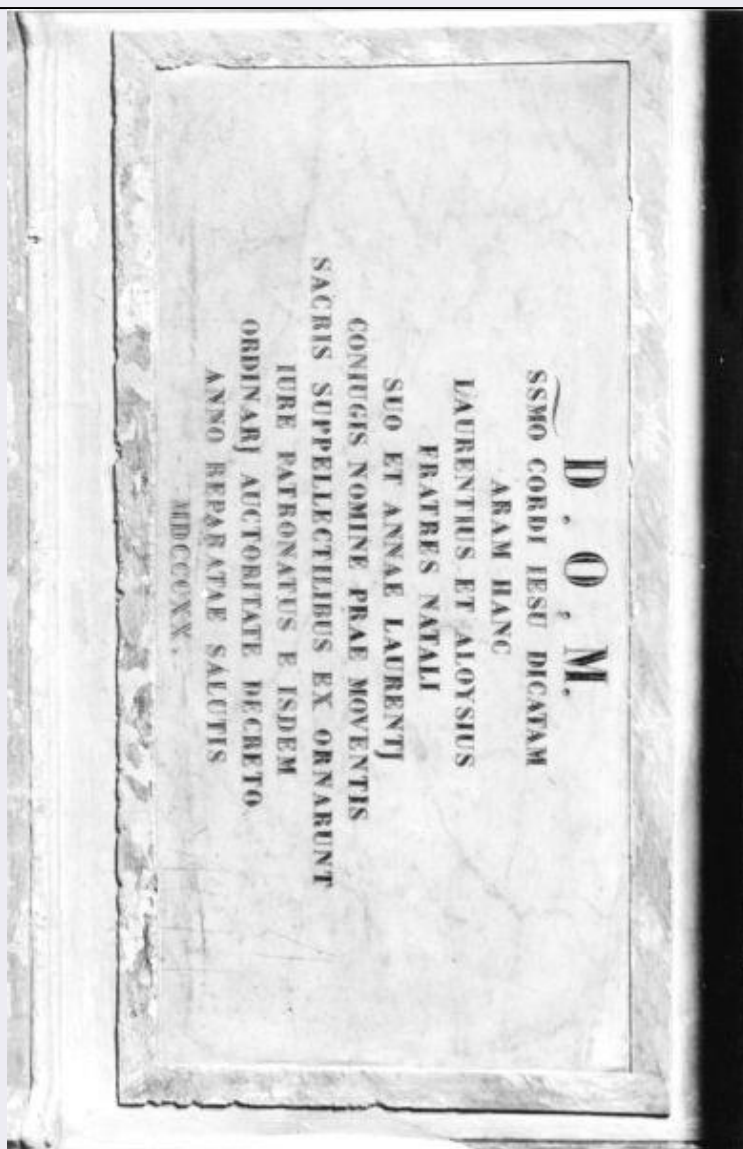 D. O, M.
SSMO CORDI IESU DICATAM
ARAM HANC
LAURENTIUS ET ALOYSIUS
FRATRES NATALI
SUO ET ANNAE LAURENTJ
CONIUGIS NOMINE PRAE MOVENTIS
SACRIS SUPPELLECTILIBUS EX ORNARUNT
IURE PATRONATUS E ISDEM
ORDINARJ AUCTORITATE DECRETO
ANNO REPARATAE SALUTIS
MDCCCXX.